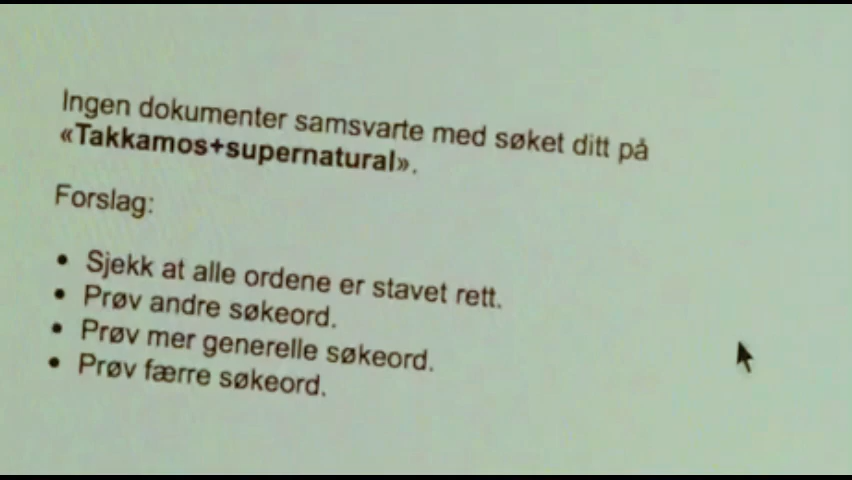 Ingen dokumenter samsvarte med søket ditt på
«Takkamos+supernatural».
Forslag:
• Sjekk at alle ordene er stavet rett.
• Prøv andre søkeord.
• Prøv mer generelle søkeord.
• Prøv færre søkeord.